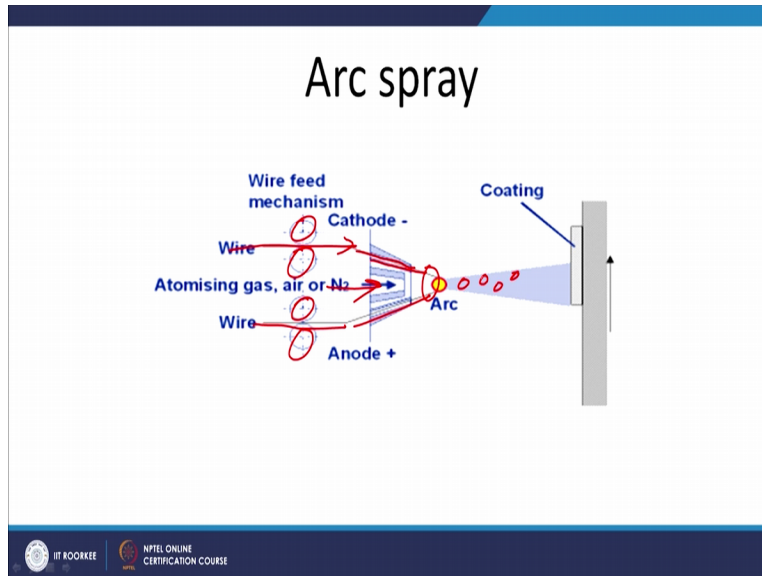 Arc spray
Wire feed
mechanism
Coating
Cathode -
Wire
Atomising gas, air or N2
Arc
Wire
Anode +
IIT ROORKEE
NPTEL ONLINE
CERTIFICATION COURSE